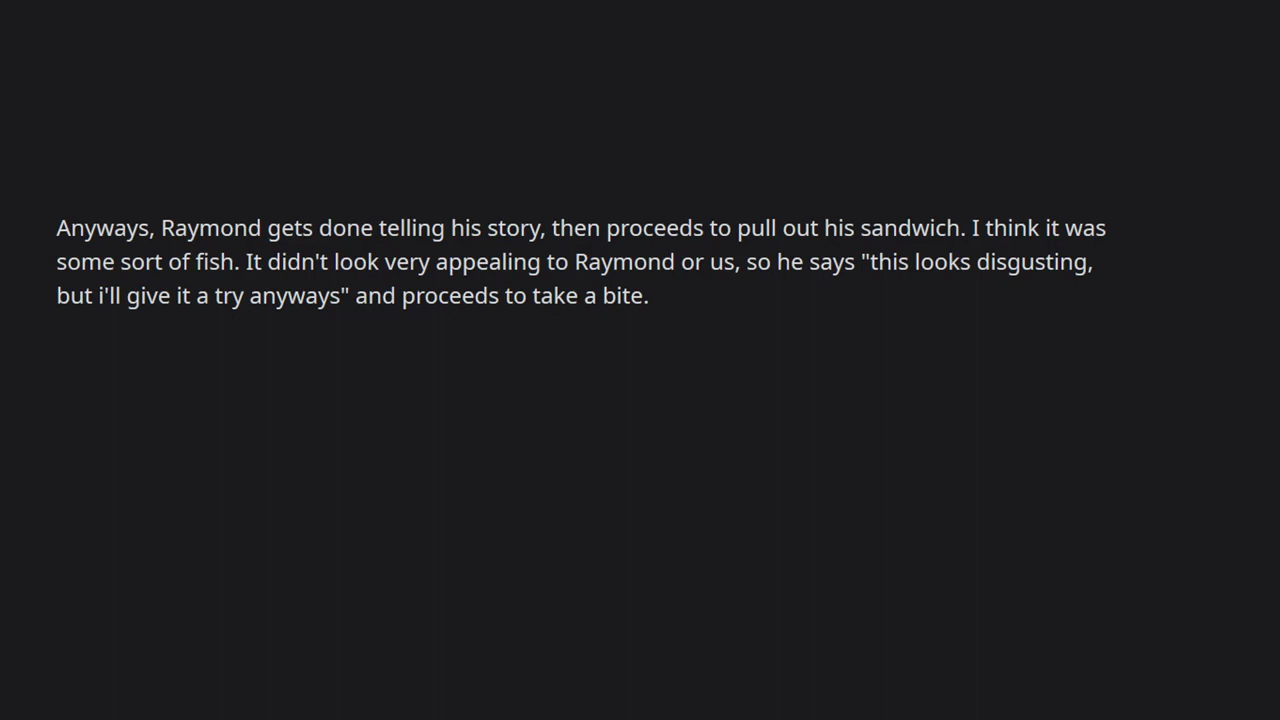 Anyways, Raymond gets done telling his story, then proceeds to pull out his sandwich. I think it was
some sort of fish. It didn't look very appealing to Raymond or us, so he says "this looks disgusting,
but i'll give it a try anyways" and proceeds to take a bite.